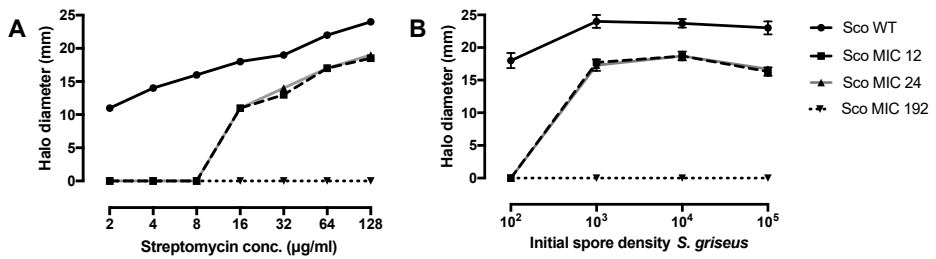 A
Halo diameter (mm)
25
20
15
10
5
0
2 4 8 16 32 64 128
Streptomycin conc. (µg/ml)
B
Halo diameter (mm)
25
20
15
10
5
0
10² 10³ 10⁴ 10⁵
Initial spore density S. griseus
Sco WT
Sco MIC 12
Sco MIC 24
Sco MIC 192